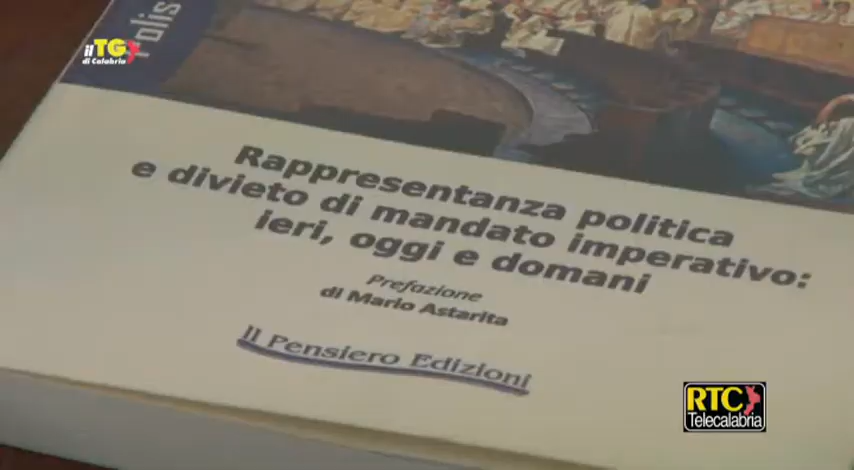 il TG
di Calabria
Polis
Rappresentanza politica
e divieto di mandato imperativo:
ieri, oggi e domani
Prefazione
di Mario Astarita
Il Pensiero Edizioni
RTC
Telecalabria